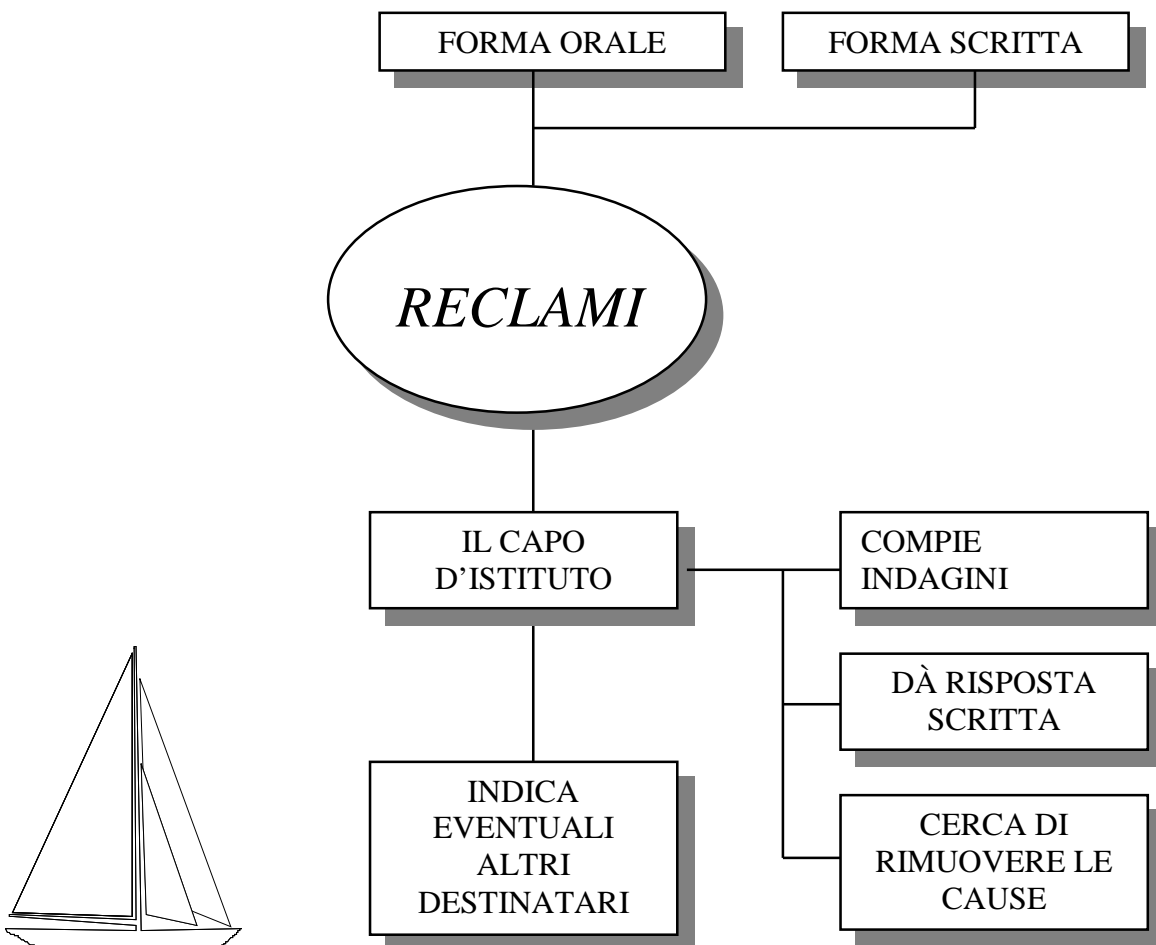 FORMA ORALE
FORMA SCRITTA
RECLAMI
IL CAPO
D'ISTITUTO
COMPIE
INDAGINI
DÀ RISPOSTA
SCRITTA
INDICA
EVENTUALI
ALTRI
DESTINATARI
CERCA DI
RIMUOVERE LE
CAUSE